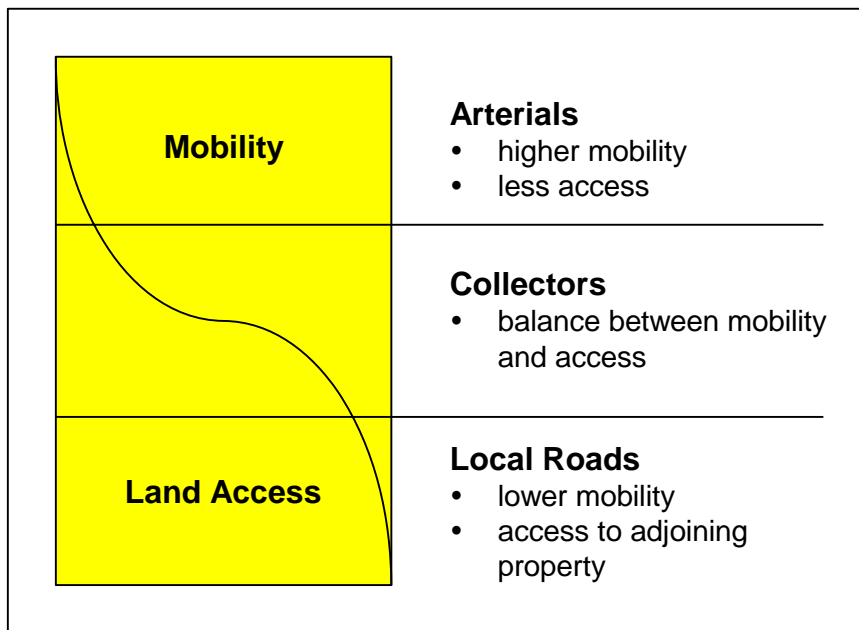 Mobility
Arterials
• higher mobility
• less access
Collectors
• balance between mobility
and access
Land Access
Local Roads
• lower mobility
• access to adjoining
property